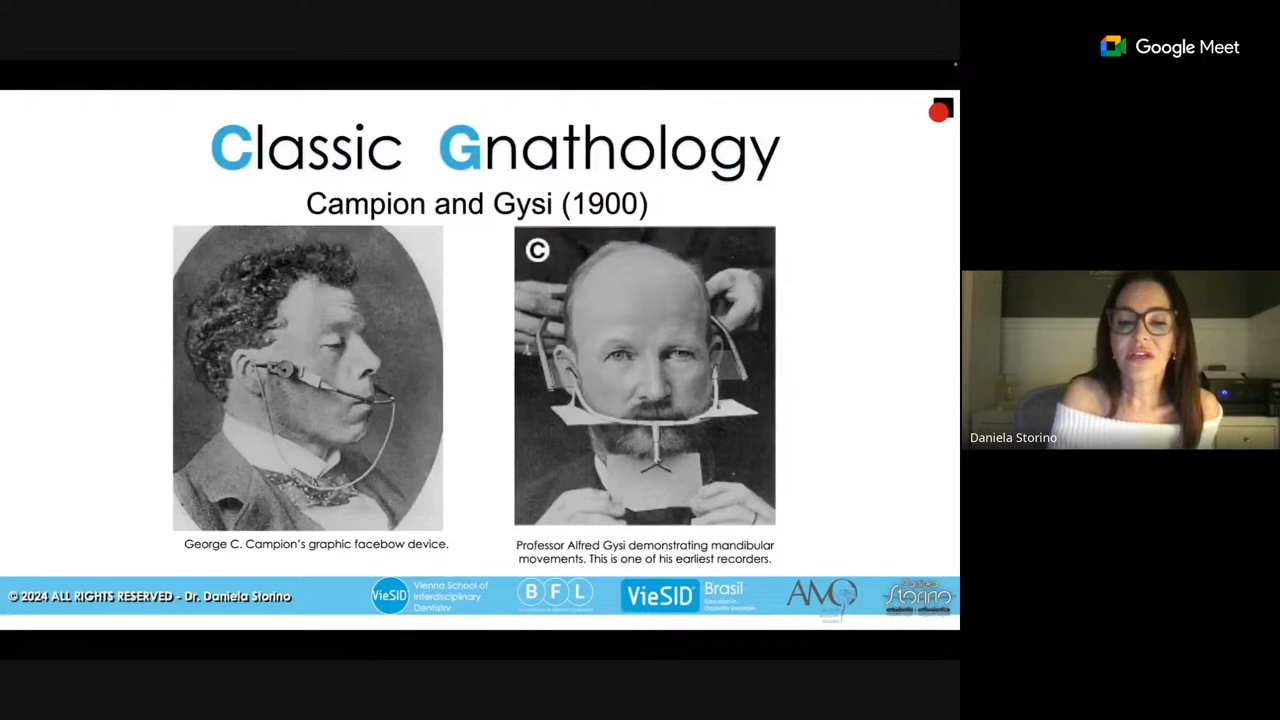 Google Meet
Classic Gnathology
Campion and Gysi (1900)
C
George C. Campion's graphic facebow device.
Professor Alfred Gysi demonstrating mandibular
movements. This is one of his earliest recorders.
Daniela Storino
© 2024 ALL RIGHTS RESERVED - Dr. Daniela Storino
VieSID
Vienna School of
Interdisciplinary
Dentistry
BFL
VieSID
Brasil
AMO
Daniela
Storino